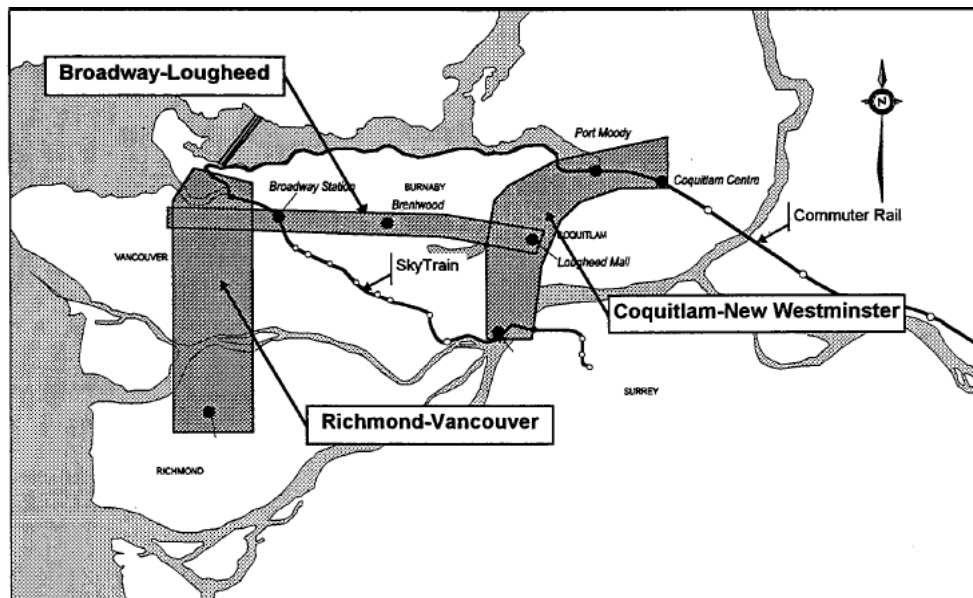 Broadway-Lougheed
Port Moody
N
Broadway Station
BURNABY
Coquitlam Centre
Brentwood
Commuter Rail
VANCOUVER
COQUITLAM
Lougheed Mall
SkyTrain
Coquitlam-New Westminster
SURREY
Richmond-Vancouver
RICHMOND